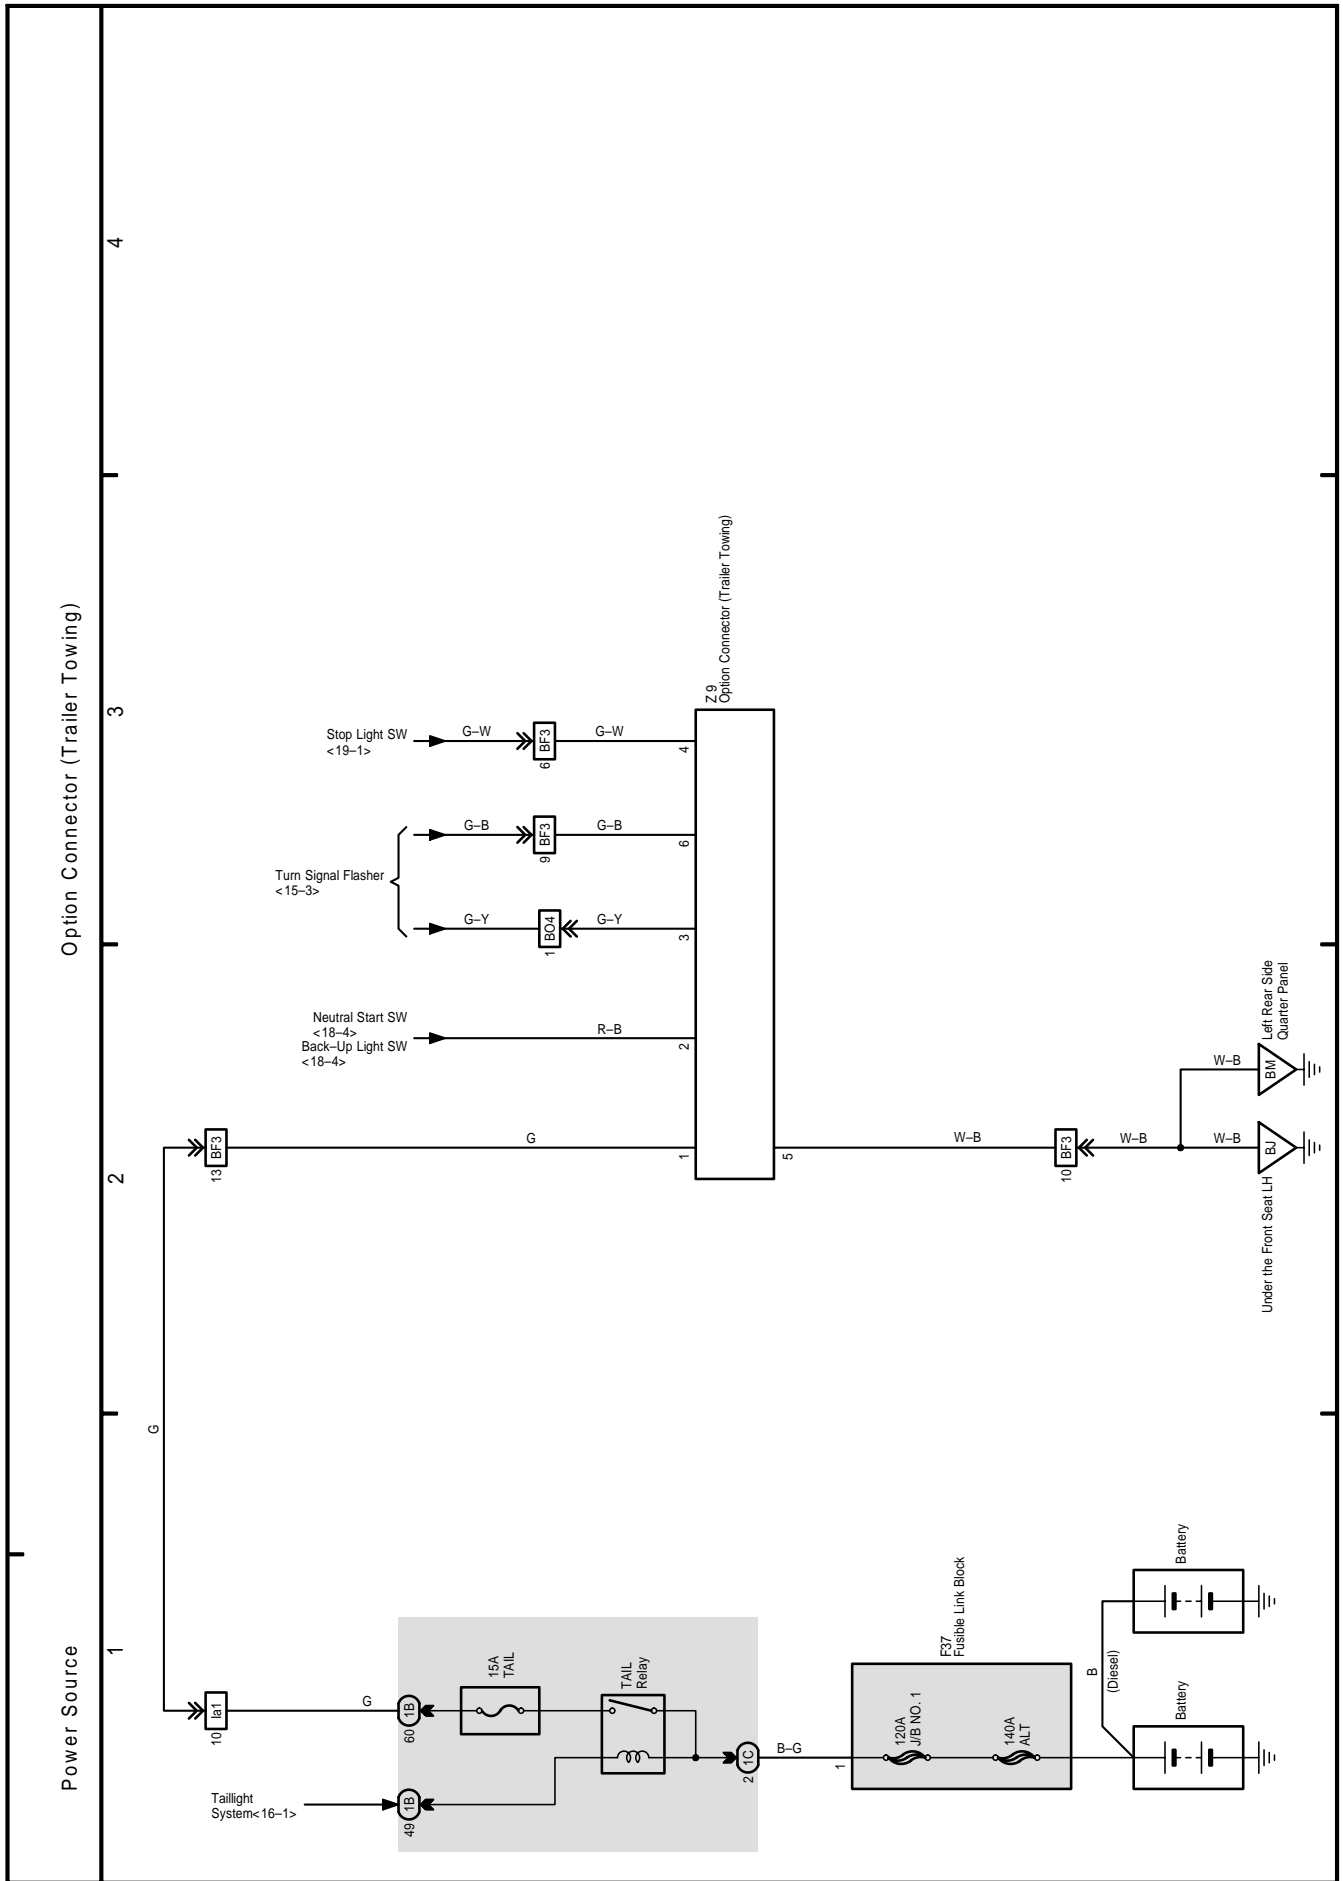 Power Source
Option Connector (Trailer Towing)
1
2
3
4
G
10
Ia1
G
13
BF3
G
Taillight
System<16–1>
49
1B
60
1B
15A
TAIL
TAIL
Relay
2
1C
B–G
1
F37
Fusible Link Block
120A
J/B NO. 1
140A
ALT
B
(Diesel)
Battery
Battery
Neutral Start SW
<18–4>
Back–Up Light SW
<18–4>
R–B
Turn Signal Flasher
<15–3>
G–Y
1
BO4
G–Y
G–B
9
BF3
G–B
Stop Light SW
<19–1>
G–W
6
BF3
G–W
1
2
3
6
4
5
Z 9
Option Connector (Trailer Towing)
W–B
10
BF3
W–B
W–B
W–B
BJ
Under the Front Seat LH
BM
Left Rear Side
Quarter Panel